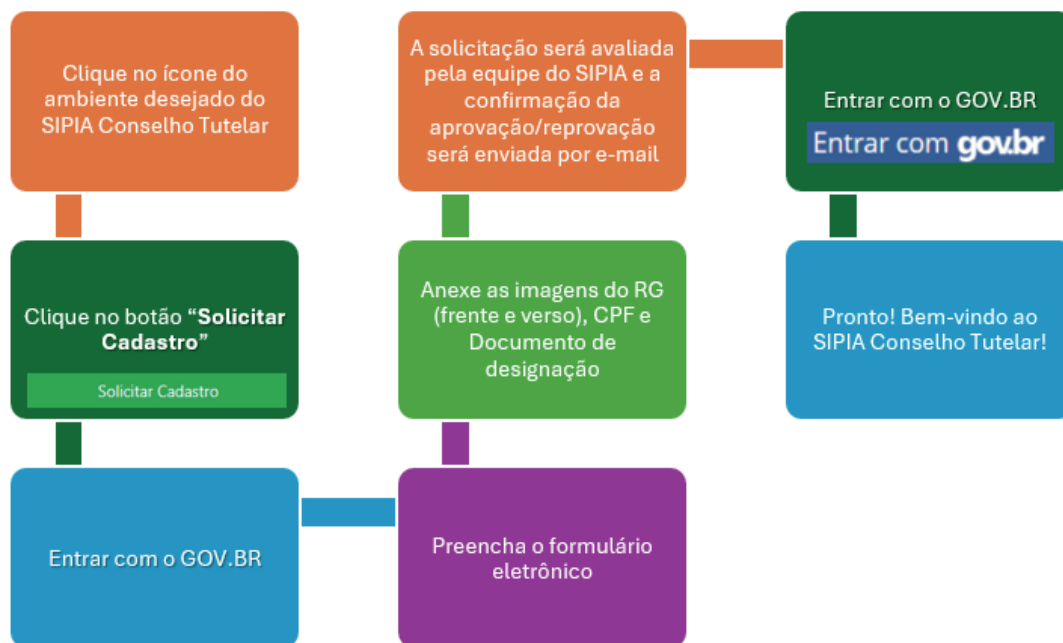 Clique no ícone do
ambiente desejado do
SIPIA Conselho Tutelar
Clique no botão “Solicitar
Cadastro”
Solicitar Cadastro
Entrar com o GOV.BR
Preencha o formulário
eletrônico
Anexe as imagens do RG
(frente e verso), CPF e
Documento de
designação
A solicitação será avaliada
pela equipe do SIPIA e a
confirmação da
aprovação/reprovação
será enviada por e-mail
Entrar com o GOV.BR
Entrar com gov.br
Pronto! Bem-vindo ao
SIPIA Conselho Tutelar!